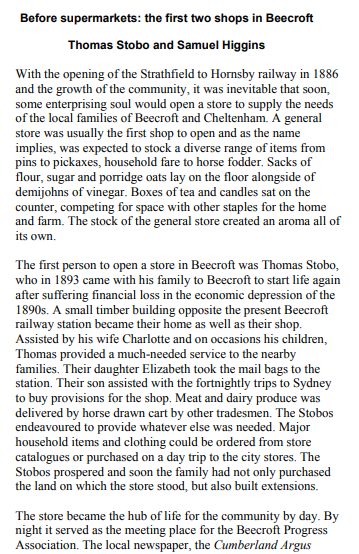 Before supermarkets: the first two shops in Beecroft
Thomas Stobo and Samuel Higgins
With the opening of the Strathfield to Hornsby railway in 1886
and the growth of the community, it was inevitable that soon,
some enterprising soul would open a store to supply the needs
of the local families of Beecroft and Cheltenham. A general
store was usually the first shop to open and as the name
implies, was expected to stock a diverse range of items from
pins to pickaxes, household fare to horse fodder. Sacks of
flour, sugar and porridge oats lay on the floor alongside of
demijohns of vinegar. Boxes of tea and candles sat on the
counter, competing for space with other staples for the home
and farm. The stock of the general store created an aroma all of
its own.
The first person to open a store in Beecroft was Thomas Stobo,
who in 1893 came with his family to Beecroft to start life again
after suffering financial loss in the economic depression of the
1890s. A small timber building opposite the present Beecroft
railway station became their home as well as their shop.
Assisted by his wife Charlotte and on occasions his children,
Thomas provided a much-needed service to the nearby
families. Their daughter Elizabeth took the mail bags to the
station. Their son assisted with the fortnightly trips to Sydney
to buy provisions for the shop. Meat and dairy produce was
delivered by horse drawn cart by other tradesmen. The Stobos
endeavoured to provide whatever else was needed. Major
household items and clothing could be ordered from store
catalogues or purchased on a day trip to the city stores. The
Stobos prospered and soon the family had not only purchased
the land on which the store stood, but also built extensions.
The store became the hub of life for the community by day. By
night it served as the meeting place for the Beecroft Progress
Association. The local newspaper, the Cumberland Argus